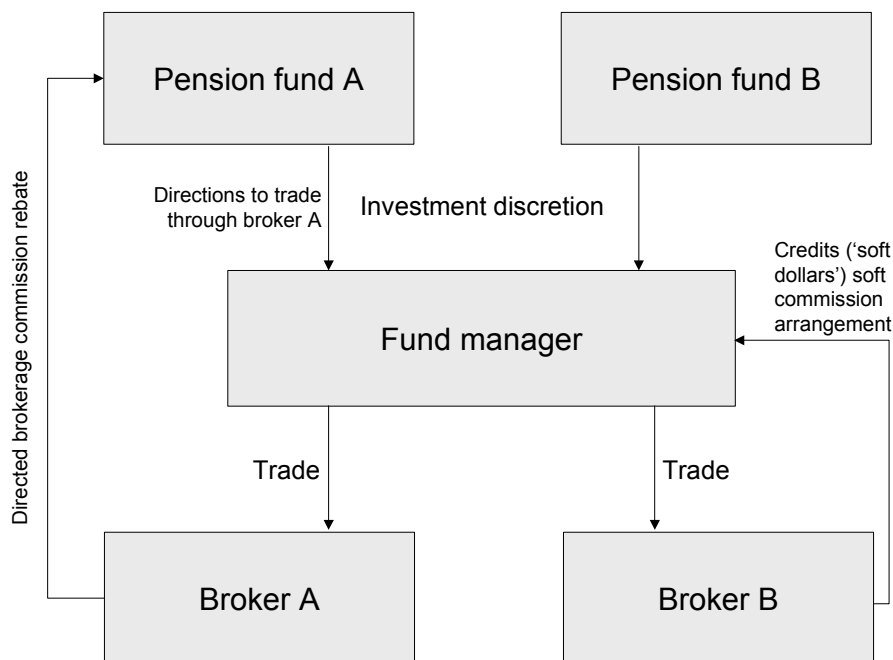 Pension fund A
Pension fund B
Directed brokerage commission rebate
Directions to trade
through broker A
Investment discretion
Credits (‘soft
dollars’) soft
commission
arrangement
Fund manager
Trade
Trade
Broker A
Broker B